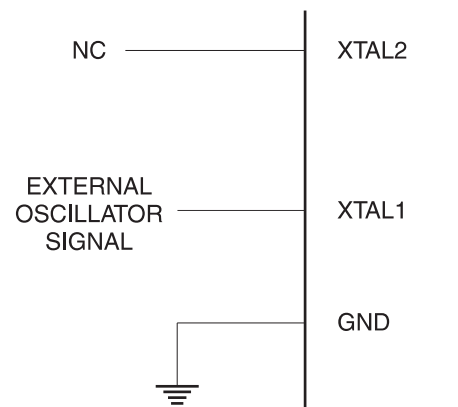 NC
XTAL2
EXTERNAL
OSCILLATOR
SIGNAL
XTAL1
GND